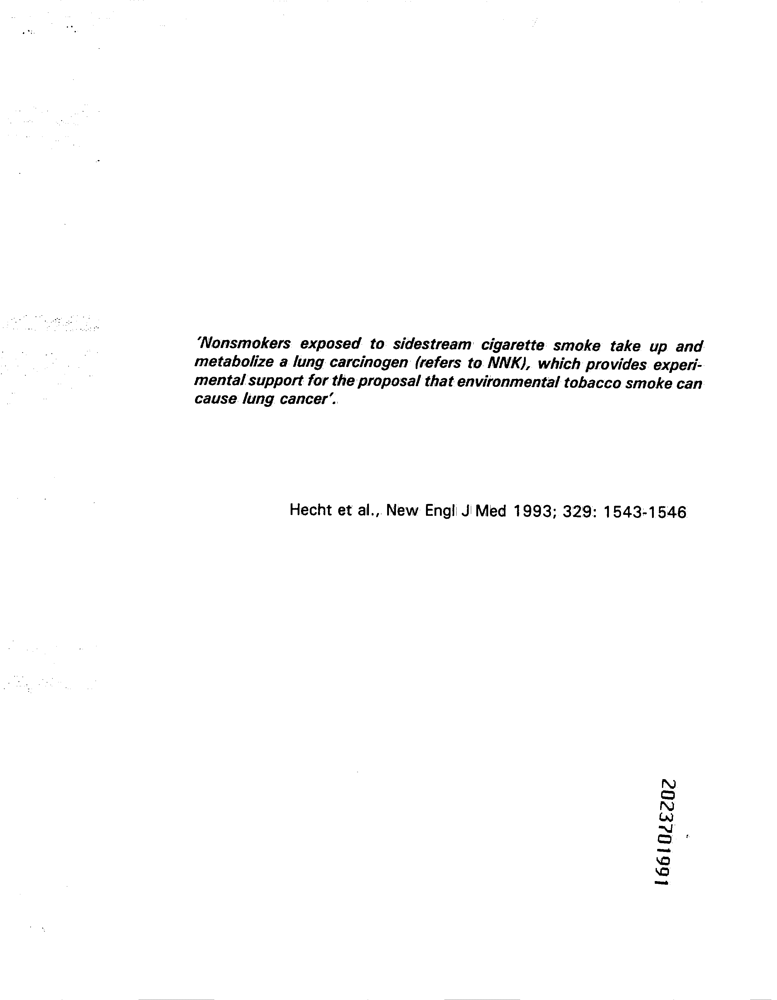 'Nonsmokers exposed to sidestream cigarette smoke take up and
metabolize a lung carcinogen (refers to NNK), which provides experi-
mental support for the proposal that environmental tobacco smoke can
cause lung cancer'.
Hecht et al., New Engl J Med 1993; 329: 1543-1546
2023701991